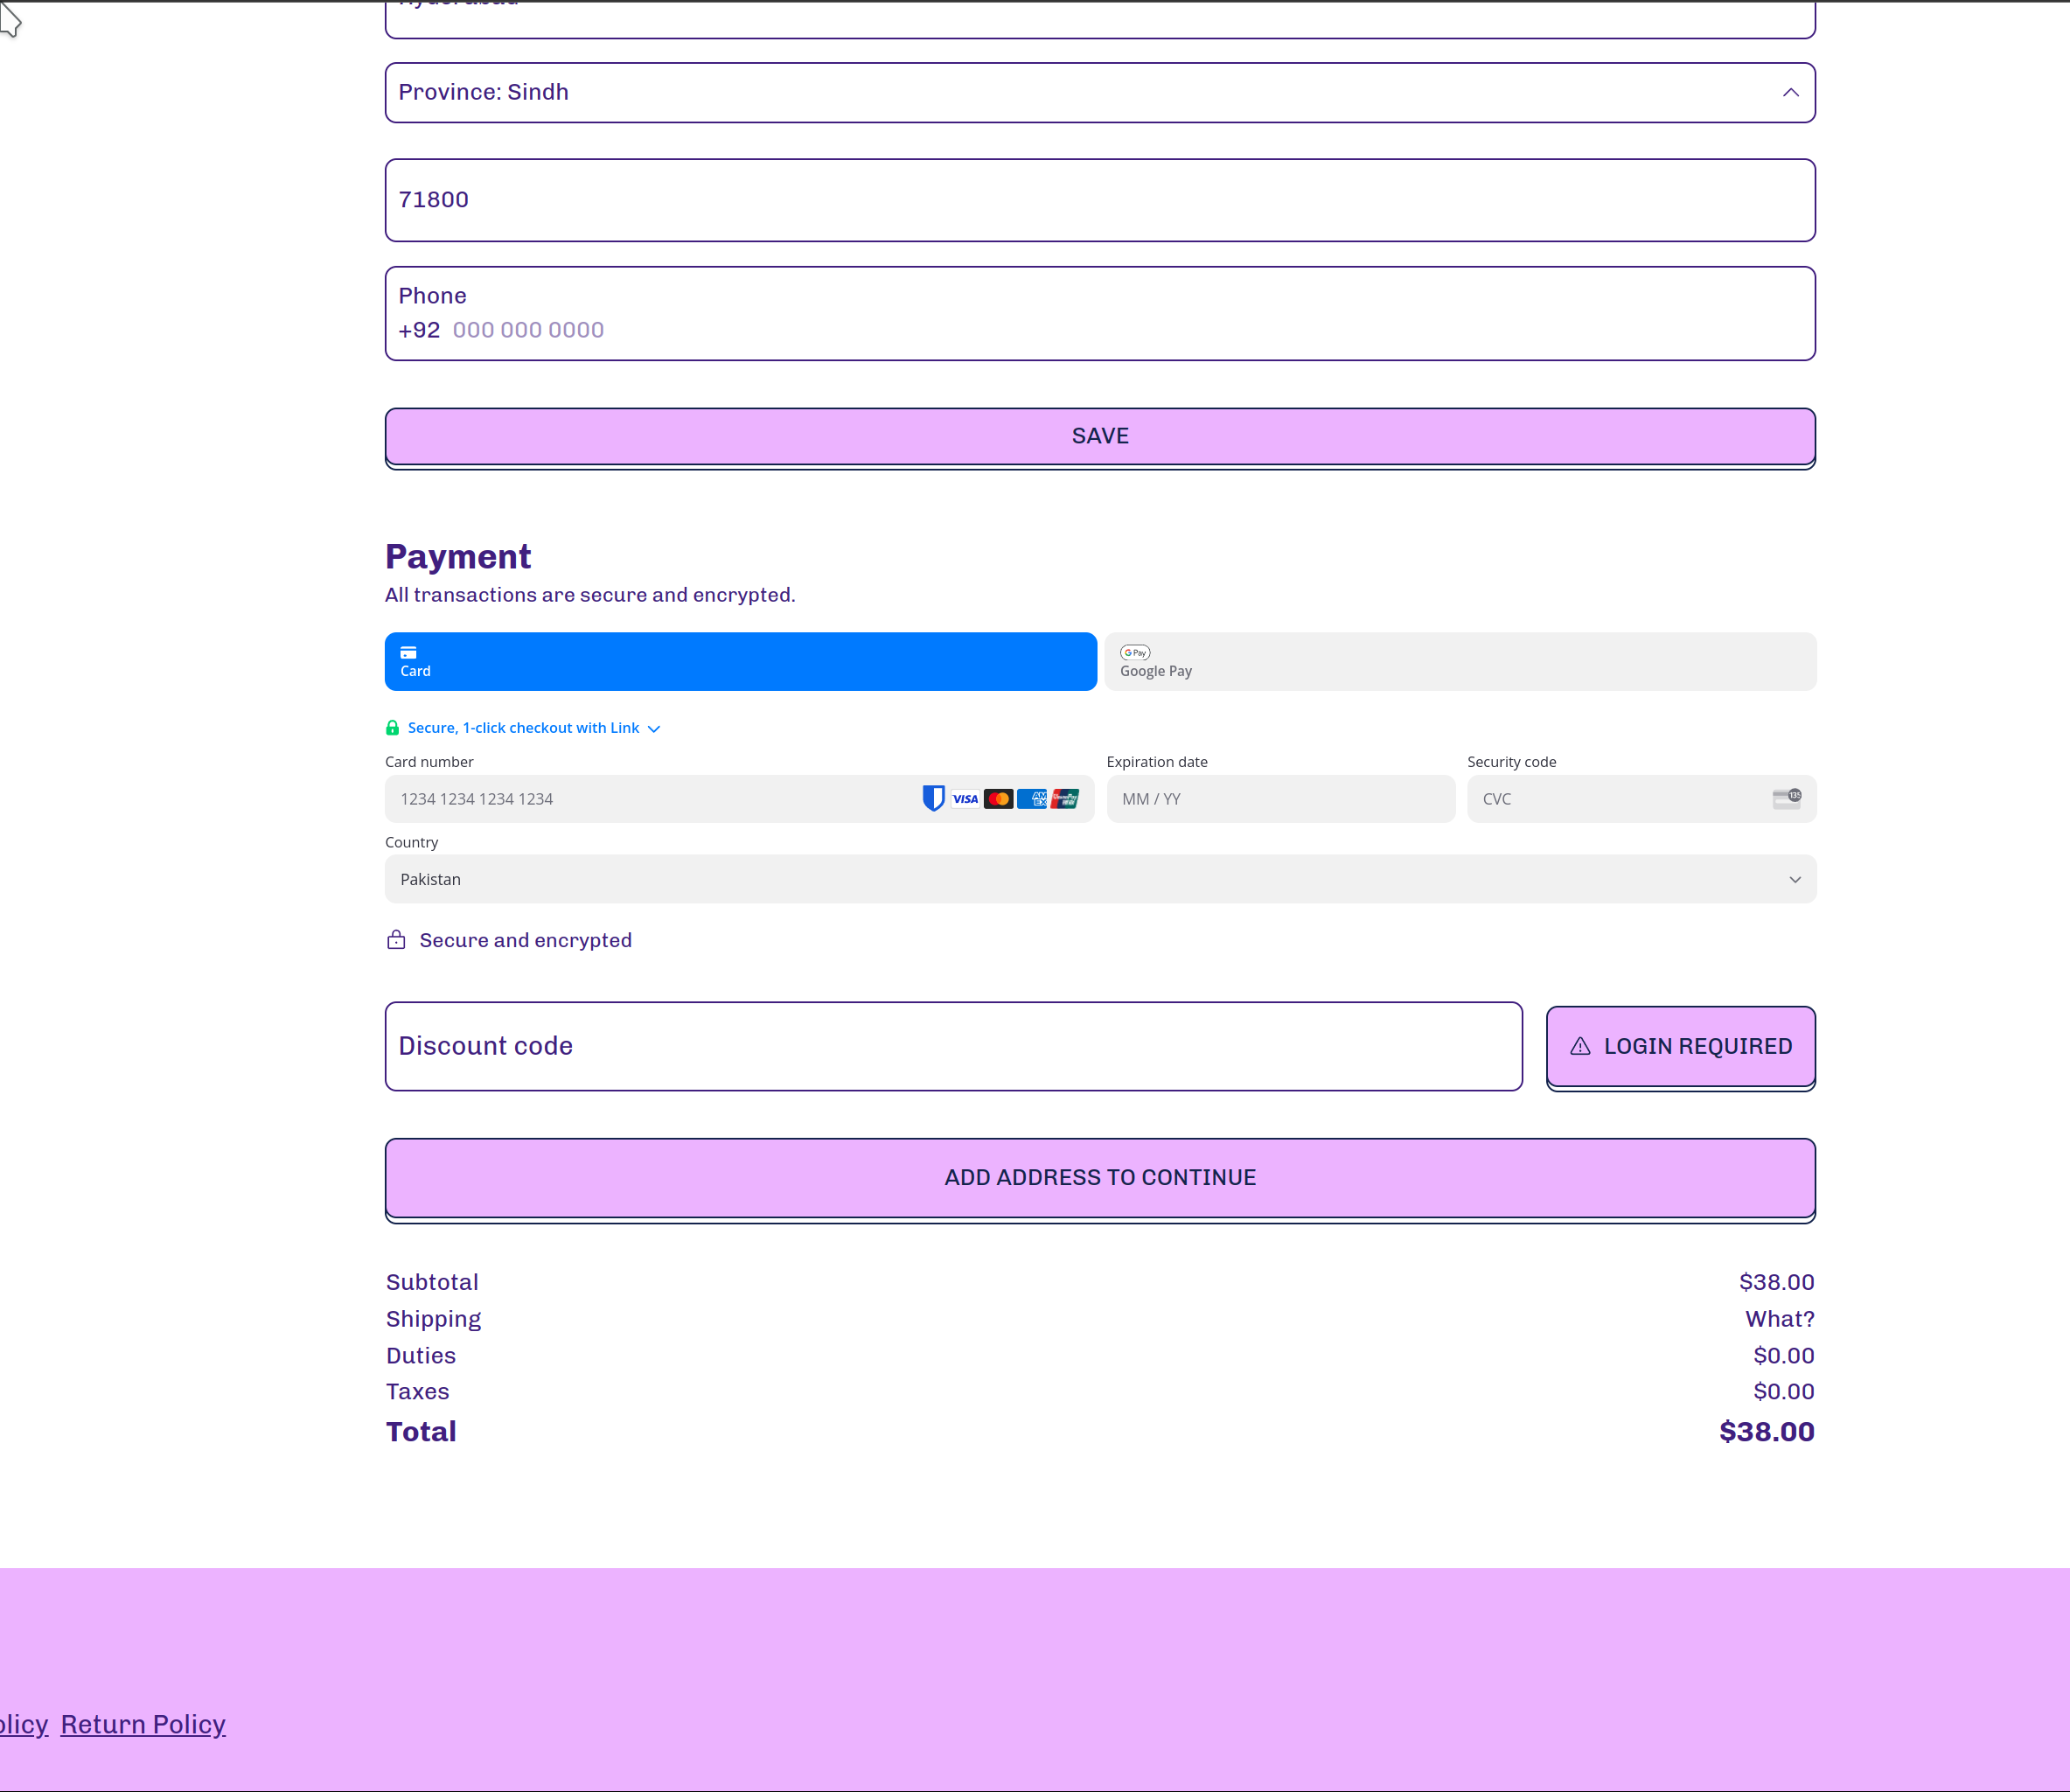 Province: Sindh
71800
Phone
+92 000 000 0000
SAVE
Payment
All transactions are secure and encrypted.
Card
G Pay
Google Pay
Secure, 1-click checkout with Link
Card number
Expiration date
Security code
1234 1234 1234 1234
VISA
AM EX
MM / YY
CVC
135
Country
Pakistan
Secure and encrypted
Discount code
LOGIN REQUIRED
ADD ADDRESS TO CONTINUE
Subtotal $38.00
Shipping What?
Duties $0.00
Taxes $0.00
Total $38.00
Return Policy